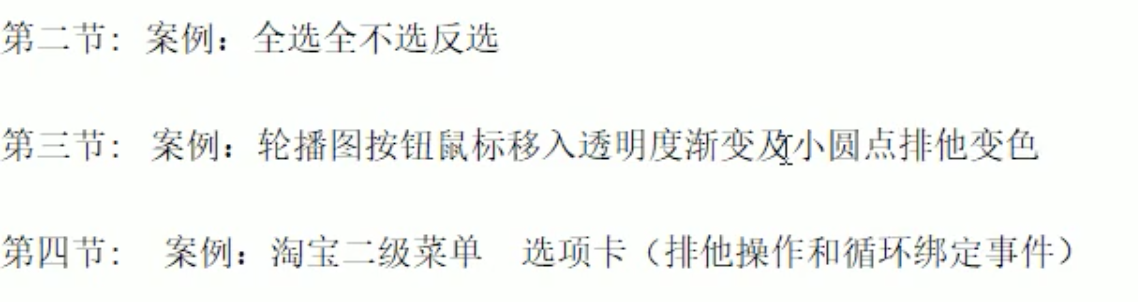 第二节: 案例：全选全不选反选
第三节: 案例：轮播图按钮鼠标移入透明度渐变及小圆点排他变色
第四节: 案例：淘宝二级菜单 选项卡（排他操作和循环绑定事件）